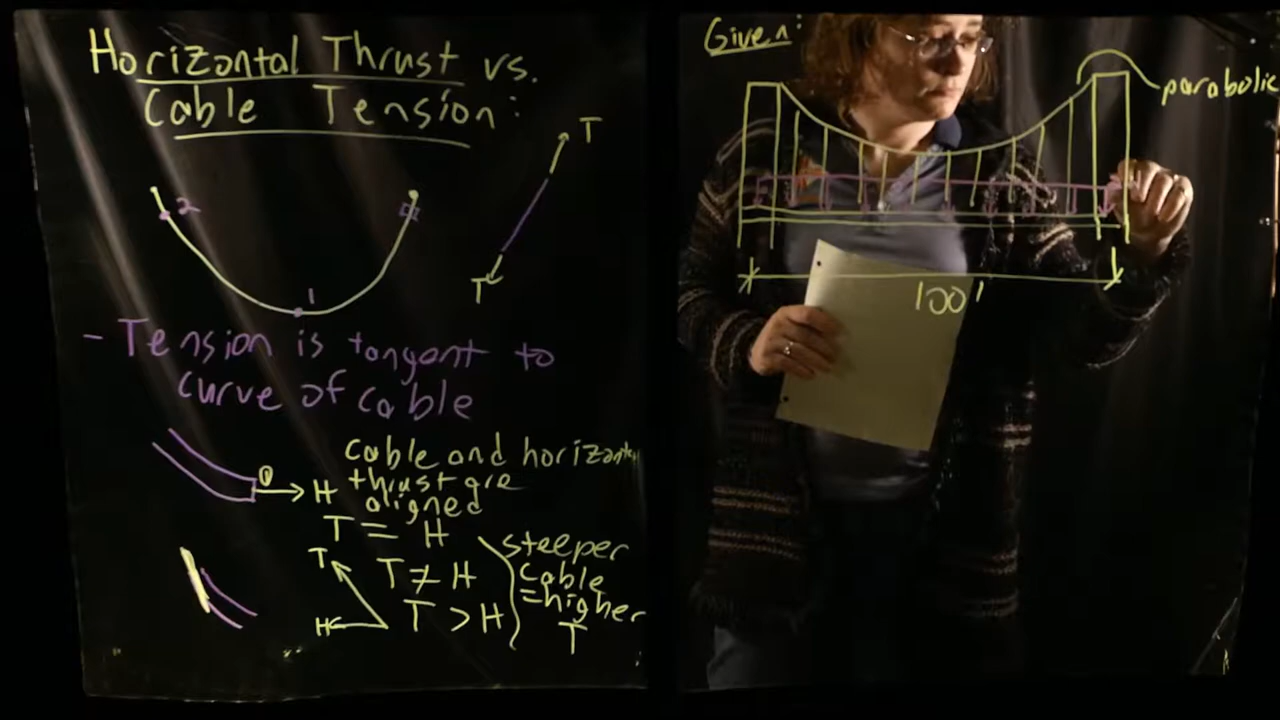 Horizontal Thrust vs.
Cable Tension:
T
T
2
1
- Tension is tangent to
curve of cable
cable and horizontal
thrust are
aligned
H
T = H
T
T ≠ H
H
T > H
steeper
cable
=higher
T
Given:
parabolic
100'